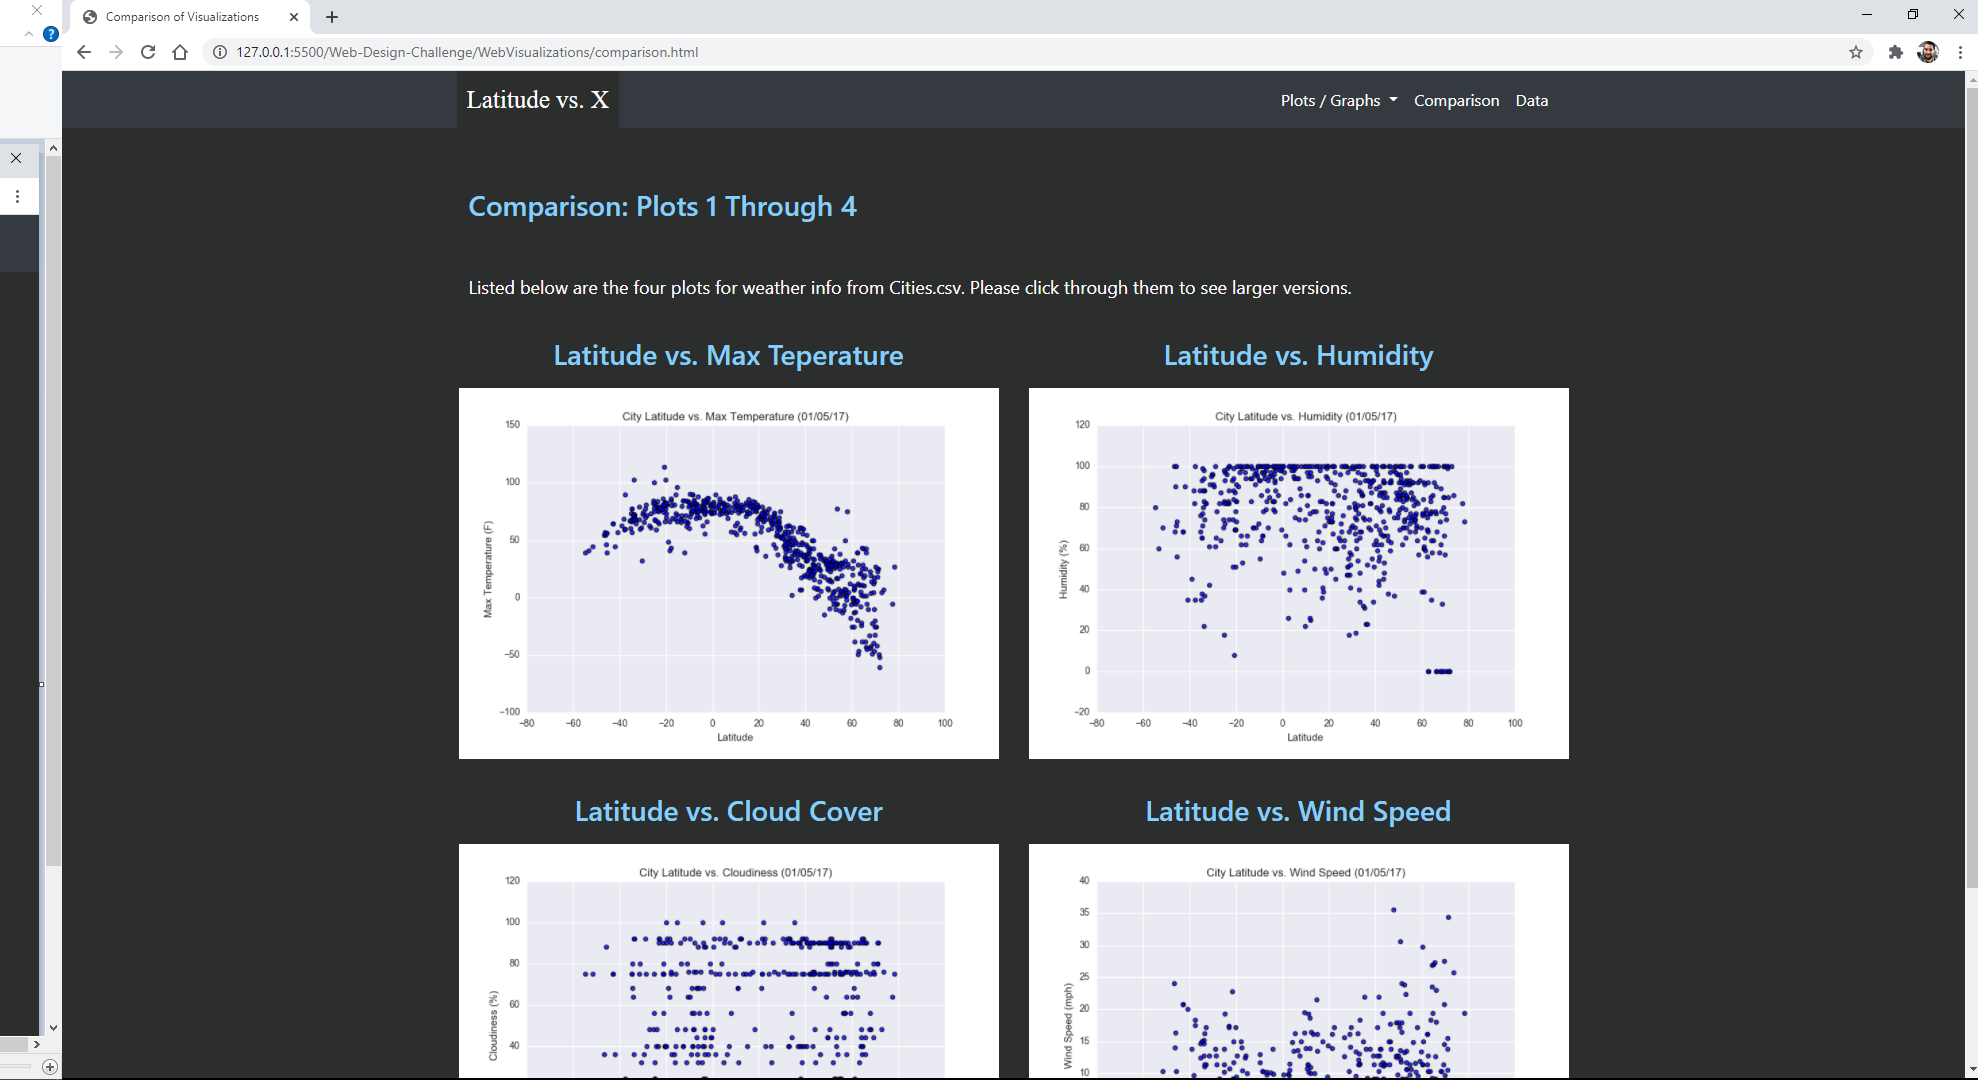 Comparison of Visualizations
127.0.0.1:5500/Web-Design-Challenge/WebVisualizations/comparison.html
Latitude vs. X
Plots / Graphs Comparison Data
Comparison: Plots 1 Through 4
Listed below are the four plots for weather info from Cities.csv. Please click through them to see larger versions.
Latitude vs. Max Teperature
City Latitude vs. Max Temperature (01/05/17)
150
100
50
0
−50
−100
Max Temperature (F)
−80 −60 −40 −20 0 20 40 60 80 100
Latitude
Latitude vs. Humidity
City Latitude vs. Humidity (01/05/17)
120
100
80
60
40
20
0
−20
Humidity (%)
−80 −60 −40 −20 0 20 40 60 80 100
Latitude
Latitude vs. Cloud Cover
City Latitude vs. Cloudiness (01/05/17)
120
100
80
60
40
Cloudiness (%)
Latitude vs. Wind Speed
City Latitude vs. Wind Speed (01/05/17)
40
35
30
25
20
15
10
Wind Speed (mph)